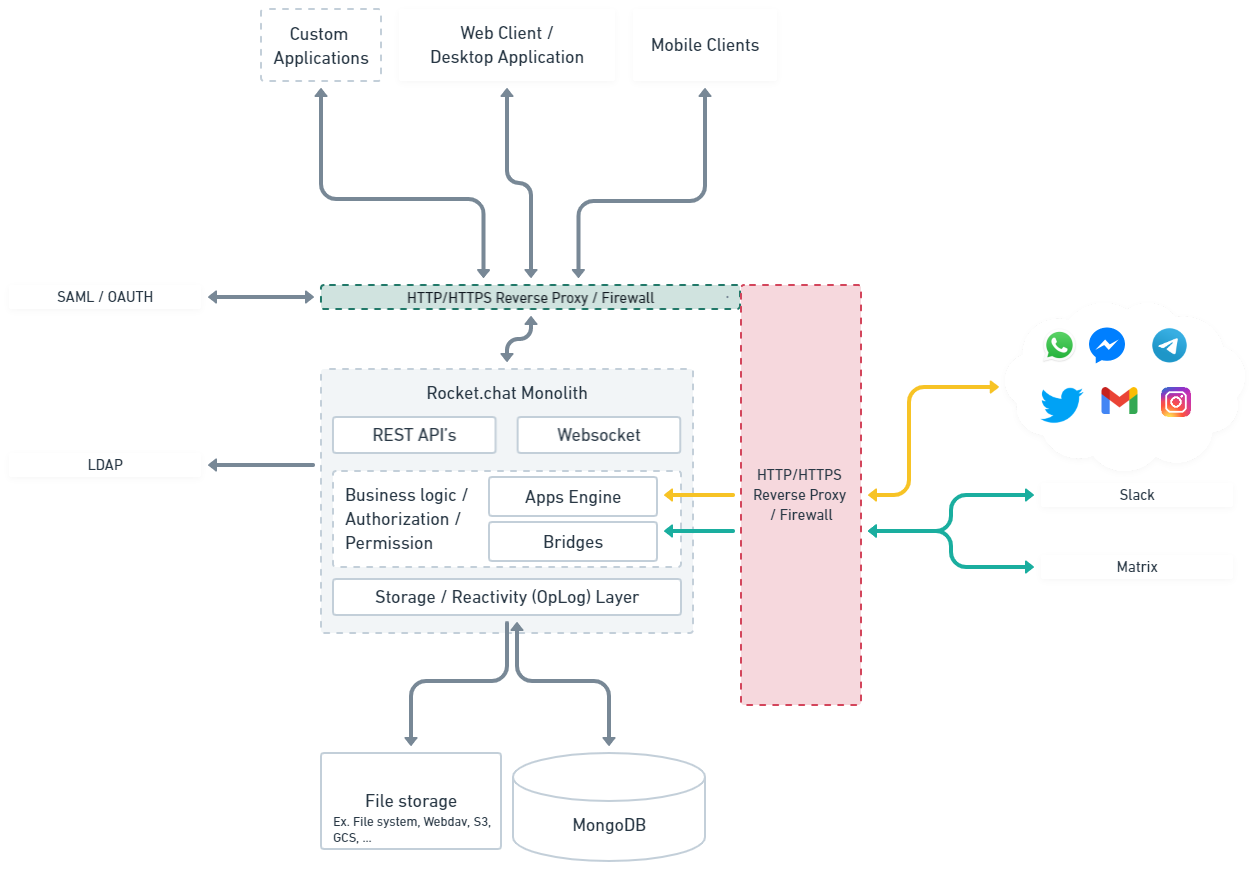 Custom
Applications
Web Client /
Desktop Application
Mobile Clients
SAML / OAUTH
HTTP/HTTPS Reverse Proxy / Firewall
Rocket.chat Monolith
REST API's
Websocket
LDAP
Business logic /
Authorization /
Permission
Apps Engine
Bridges
Storage / Reactivity (OpLog) Layer
HTTP/HTTPS
Reverse Proxy
/ Firewall
Slack
Matrix
File storage
Ex. File system, Webdav, S3,
GCS, ...
MongoDB